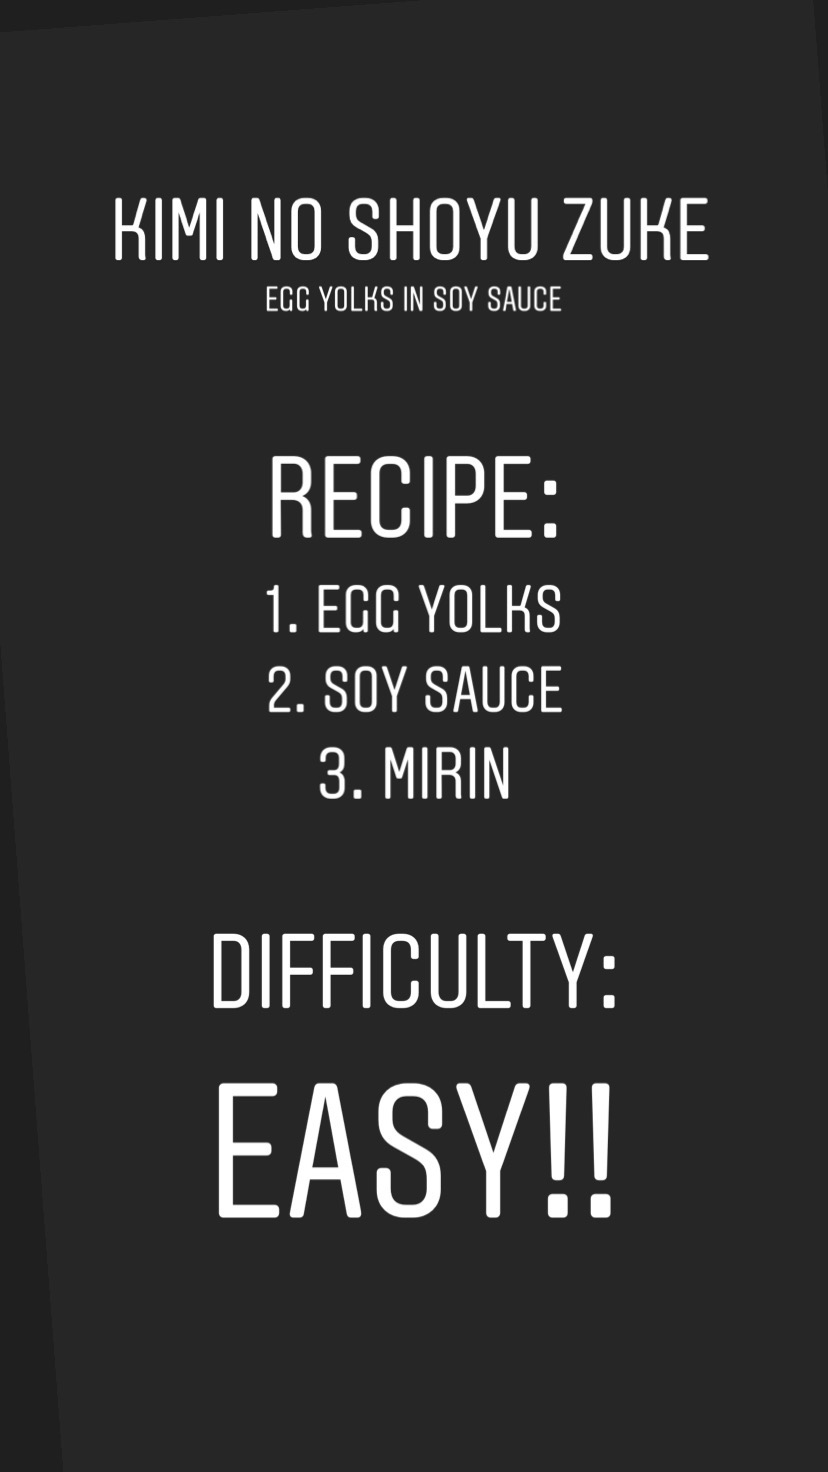 KIMI NO SHOYU ZUKE
EGG YOLKS IN SOY SAUCE
RECIPE:
1. EGG YOLKS
2. SOY SAUCE
3. MIRIN
DIFFICULTY:
EASY!!